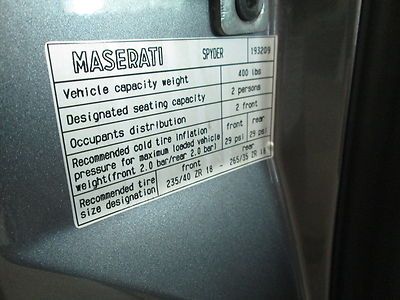 MASERATI SPYDER 193209
Vehicle capacity weight 400 lbs
Designated seating capacity 2 persons
Occupants distribution 2 front
Recommended cold tire inflation front rear
pressure for maximum loaded vehicle 29 psi 29 psi
weight(front 2.0 bar/rear 2.0 bar)
Recommended tire front rear
size designation 235/40 ZR 18 265/35 ZR 18